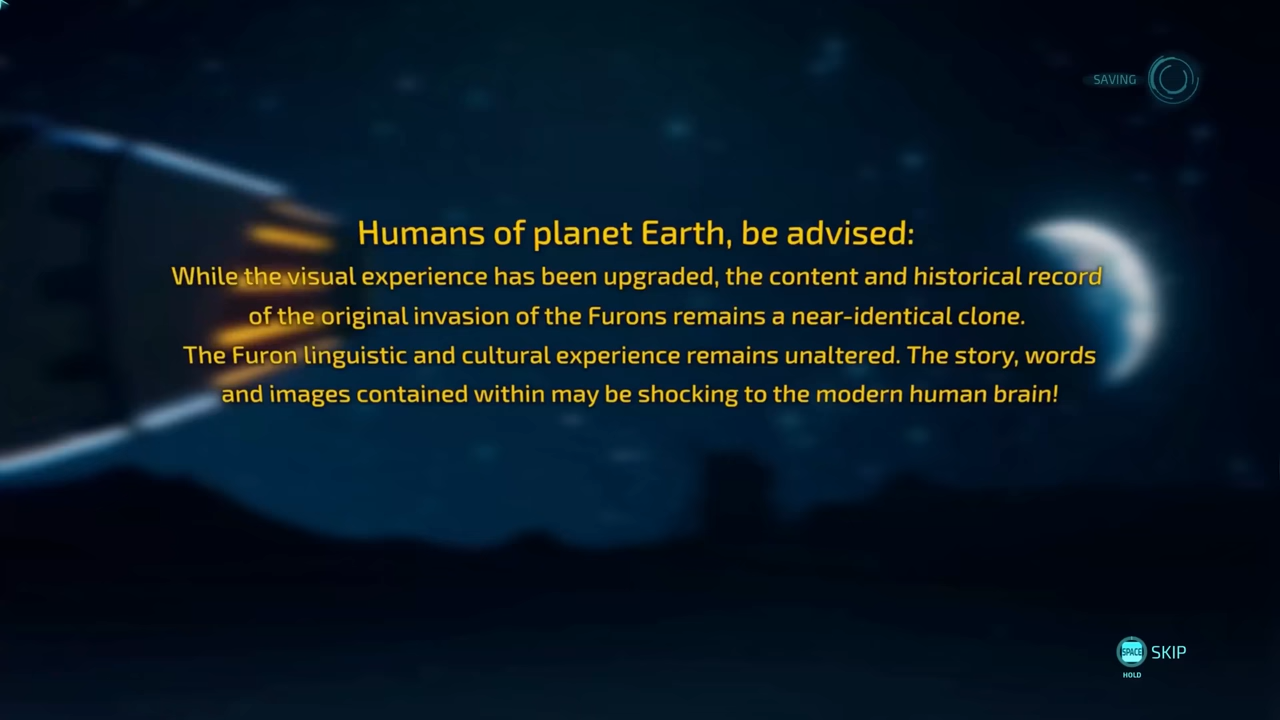 SAVING
Humans of planet Earth, be advised:
While the visual experience has been upgraded, the content and historical record
of the original invasion of the Furons remains a near-identical clone.
The Furon linguistic and cultural experience remains unaltered. The story, words
and images contained within may be shocking to the modern human brain!
SPACE SKIP
HOLD